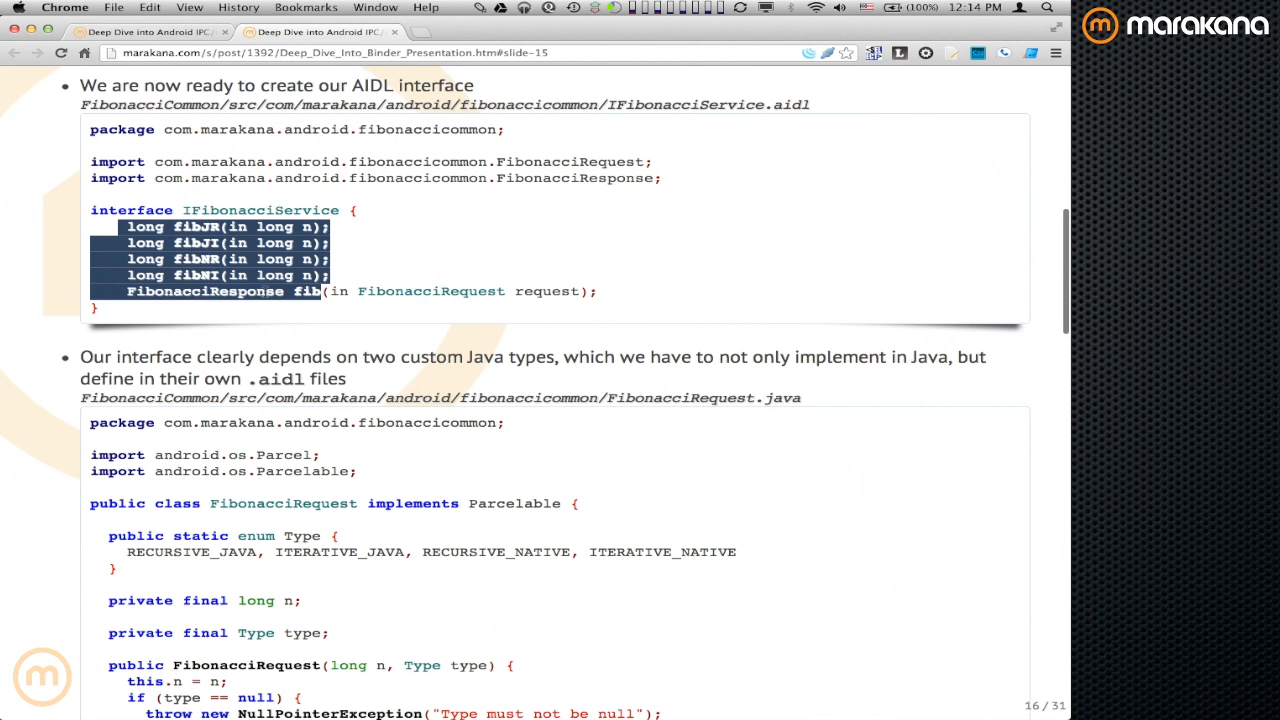 Chrome File Edit View History Bookmarks Window Help (100%) 12:14 PM
marakana
Deep Dive into Android IPC/ × Deep Dive into Android IPC/ ×
marakana.com/s/post/1392/Deep_Dive_Into_Binder_Presentation.htm#slide-15
• We are now ready to create our AIDL interface
FibonacciCommon/src/com/marakana/android/fibonaccicommon/IFibonacciService.aidl
package com.marakana.android.fibonaccicommon;
import com.marakana.android.fibonaccicommon.FibonacciRequest;
import com.marakana.android.fibonaccicommon.FibonacciResponse;
interface IFibonacciService {
long fibJR(in long n);
long fibJI(in long n);
long fibNR(in long n);
long fibNI(in long n);
FibonacciResponse fib(in FibonacciRequest request);
}
• Our interface clearly depends on two custom Java types, which we have to not only implement in Java, but
define in their own .aidl files
FibonacciCommon/src/com/marakana/android/fibonaccicommon/FibonacciRequest.java
package com.marakana.android.fibonaccicommon;
import android.os.Parcel;
import android.os.Parcelable;
public class FibonacciRequest implements Parcelable {
public static enum Type {
RECURSIVE_JAVA, ITERATIVE_JAVA, RECURSIVE_NATIVE, ITERATIVE_NATIVE
}
private final long n;
private final Type type;
public FibonacciRequest(long n, Type type) {
this.n = n;
if (type == null) {
throw new NullPointerException("Type must not be null");
16 / 31